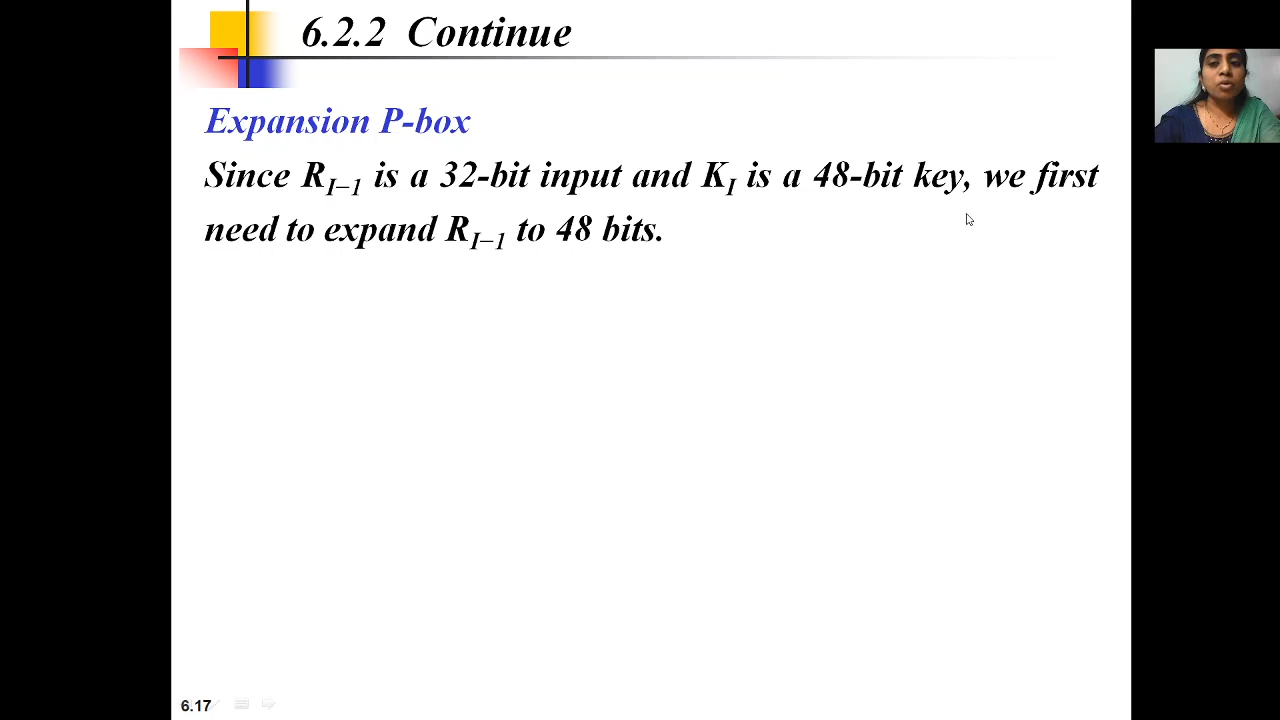 6.2.2 Continue
Expansion P-box
Since R_{I−1} is a 32-bit input and K_I is a 48-bit key, we first
need to expand R_{I−1} to 48 bits.
6.17